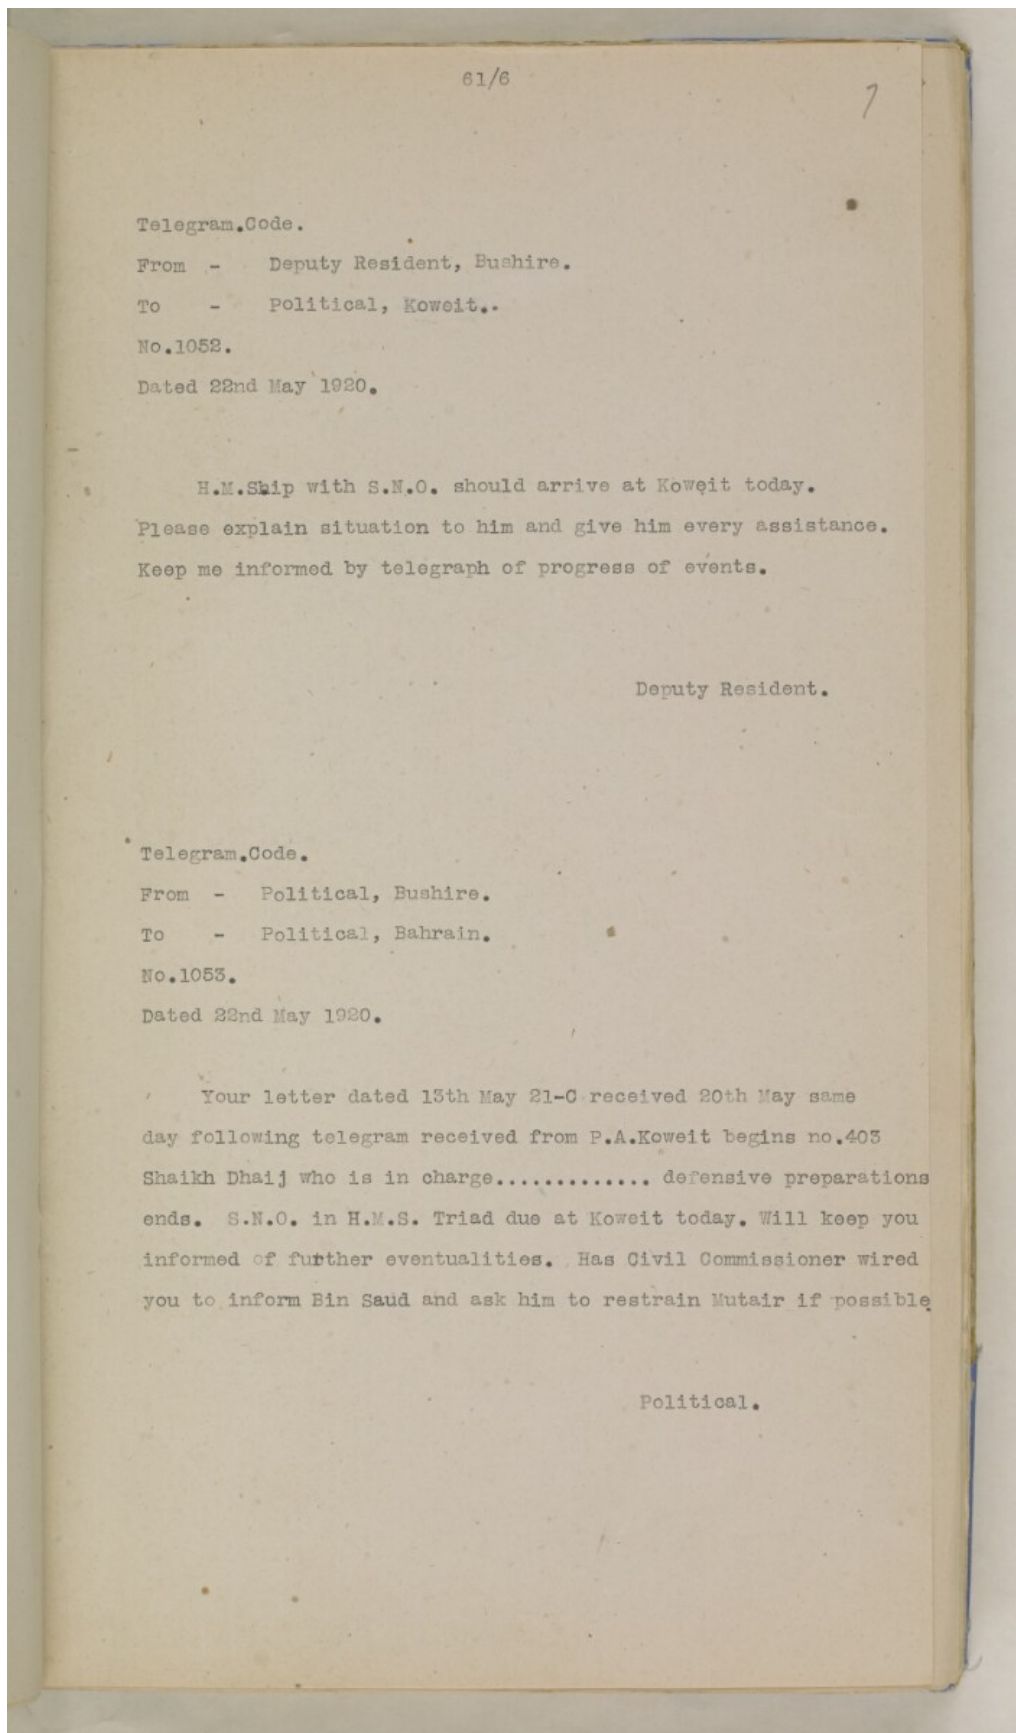 61/6
7
Telegram.Code.
From - Deputy Resident, Bushire.
To - Political, Koweit..
No.1052.
Dated 22nd May 1920.
H.M.Ship with S.N.O. should arrive at Koweit today.
Please explain situation to him and give him every assistance.
Keep me informed by telegraph of progress of events.
Deputy Resident.
Telegram.Code.
From - Political, Bushire.
To - Political, Bahrain.
No.1053.
Dated 22nd May 1920.
Your letter dated 13th May 21-C received 20th May same
day following telegram received from P.A.Koweit begins no.403
Shaikh Dhaij who is in charge............. defensive preparations
ends. S.N.O. in H.M.S. Triad due at Koweit today. Will keep you
informed of further eventualities. Has Civil Commissioner wired
you to inform Bin Saud and ask him to restrain Mutair if possible.
Political.